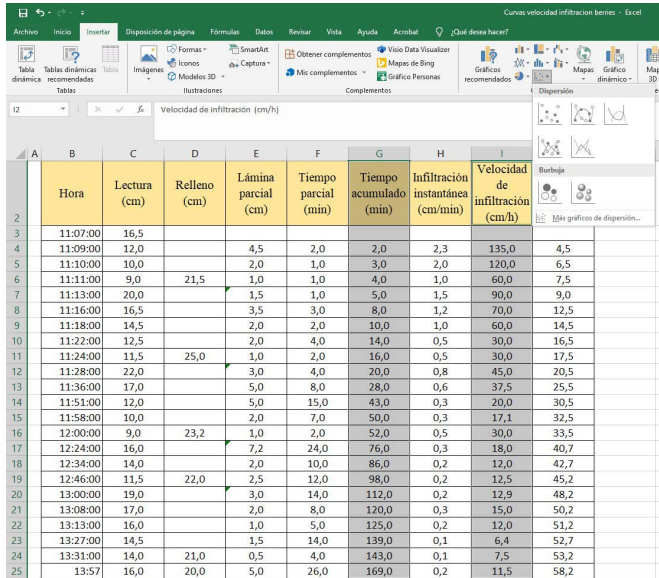 Curvas velocidad infiltracion berries - Excel
Archivo Inicio Insertar Disposición de página Fórmulas Datos Revisar Vista Ayuda Acrobat ¿Qué desea hacer?
Tabla dinámica
Tablas dinámicas recomendadas
Tabla
Tablas
Imágenes
Formas
Iconos
Modelos 3D
SmartArt
Captura
Ilustraciones
Obtener complementos
Mis complementos
Visio Data Visualizer
Mapas de Bing
Gráfico Personas
Complementos
Gráficos recomendados
Mapas
Gráfico dinámico
3D
Dispersión
Burbuja
Más gráficos de dispersión...
I2 fx Velocidad de infiltración (cm/h)
A B C D E F G H I
2 Hora Lectura (cm) Relleno (cm) Lámina parcial (cm) Tiempo parcial (min) Tiempo acumulado (min) Infiltración instantánea (cm/min) Velocidad de infiltración (cm/h)
3 11:07:00 16,5
4 11:09:00 12,0 4,5 2,0 2,0 2,3 135,0 4,5
5 11:10:00 10,0 2,0 1,0 3,0 2,0 120,0 6,5
6 11:11:00 9,0 21,5 1,0 1,0 4,0 1,0 60,0 7,5
7 11:13:00 20,0 1,5 1,0 5,0 1,5 90,0 9,0
8 11:16:00 16,5 3,5 3,0 8,0 1,2 70,0 12,5
9 11:18:00 14,5 2,0 2,0 10,0 1,0 60,0 14,5
10 11:22:00 12,5 2,0 4,0 14,0 0,5 30,0 16,5
11 11:24:00 11,5 25,0 1,0 2,0 16,0 0,5 30,0 17,5
12 11:28:00 22,0 3,0 4,0 20,0 0,8 45,0 20,5
13 11:36:00 17,0 5,0 8,0 28,0 0,6 37,5 25,5
14 11:51:00 12,0 5,0 15,0 43,0 0,3 20,0 30,5
15 11:58:00 10,0 2,0 7,0 50,0 0,3 17,1 32,5
16 12:00:00 9,0 23,2 1,0 2,0 52,0 0,5 30,0 33,5
17 12:24:00 16,0 7,2 24,0 76,0 0,3 18,0 40,7
18 12:34:00 14,0 2,0 10,0 86,0 0,2 12,0 42,7
19 12:46:00 11,5 22,0 2,5 12,0 98,0 0,2 12,5 45,2
20 13:00:00 19,0 3,0 14,0 112,0 0,2 12,9 48,2
21 13:08:00 17,0 2,0 8,0 120,0 0,3 15,0 50,2
22 13:13:00 16,0 1,0 5,0 125,0 0,2 12,0 51,2
23 13:27:00 14,5 1,5 14,0 139,0 0,1 6,4 52,7
24 13:31:00 14,0 21,0 0,5 4,0 143,0 0,1 7,5 53,2
25 13:57 16,0 20,0 5,0 26,0 169,0 0,2 11,5 58,2